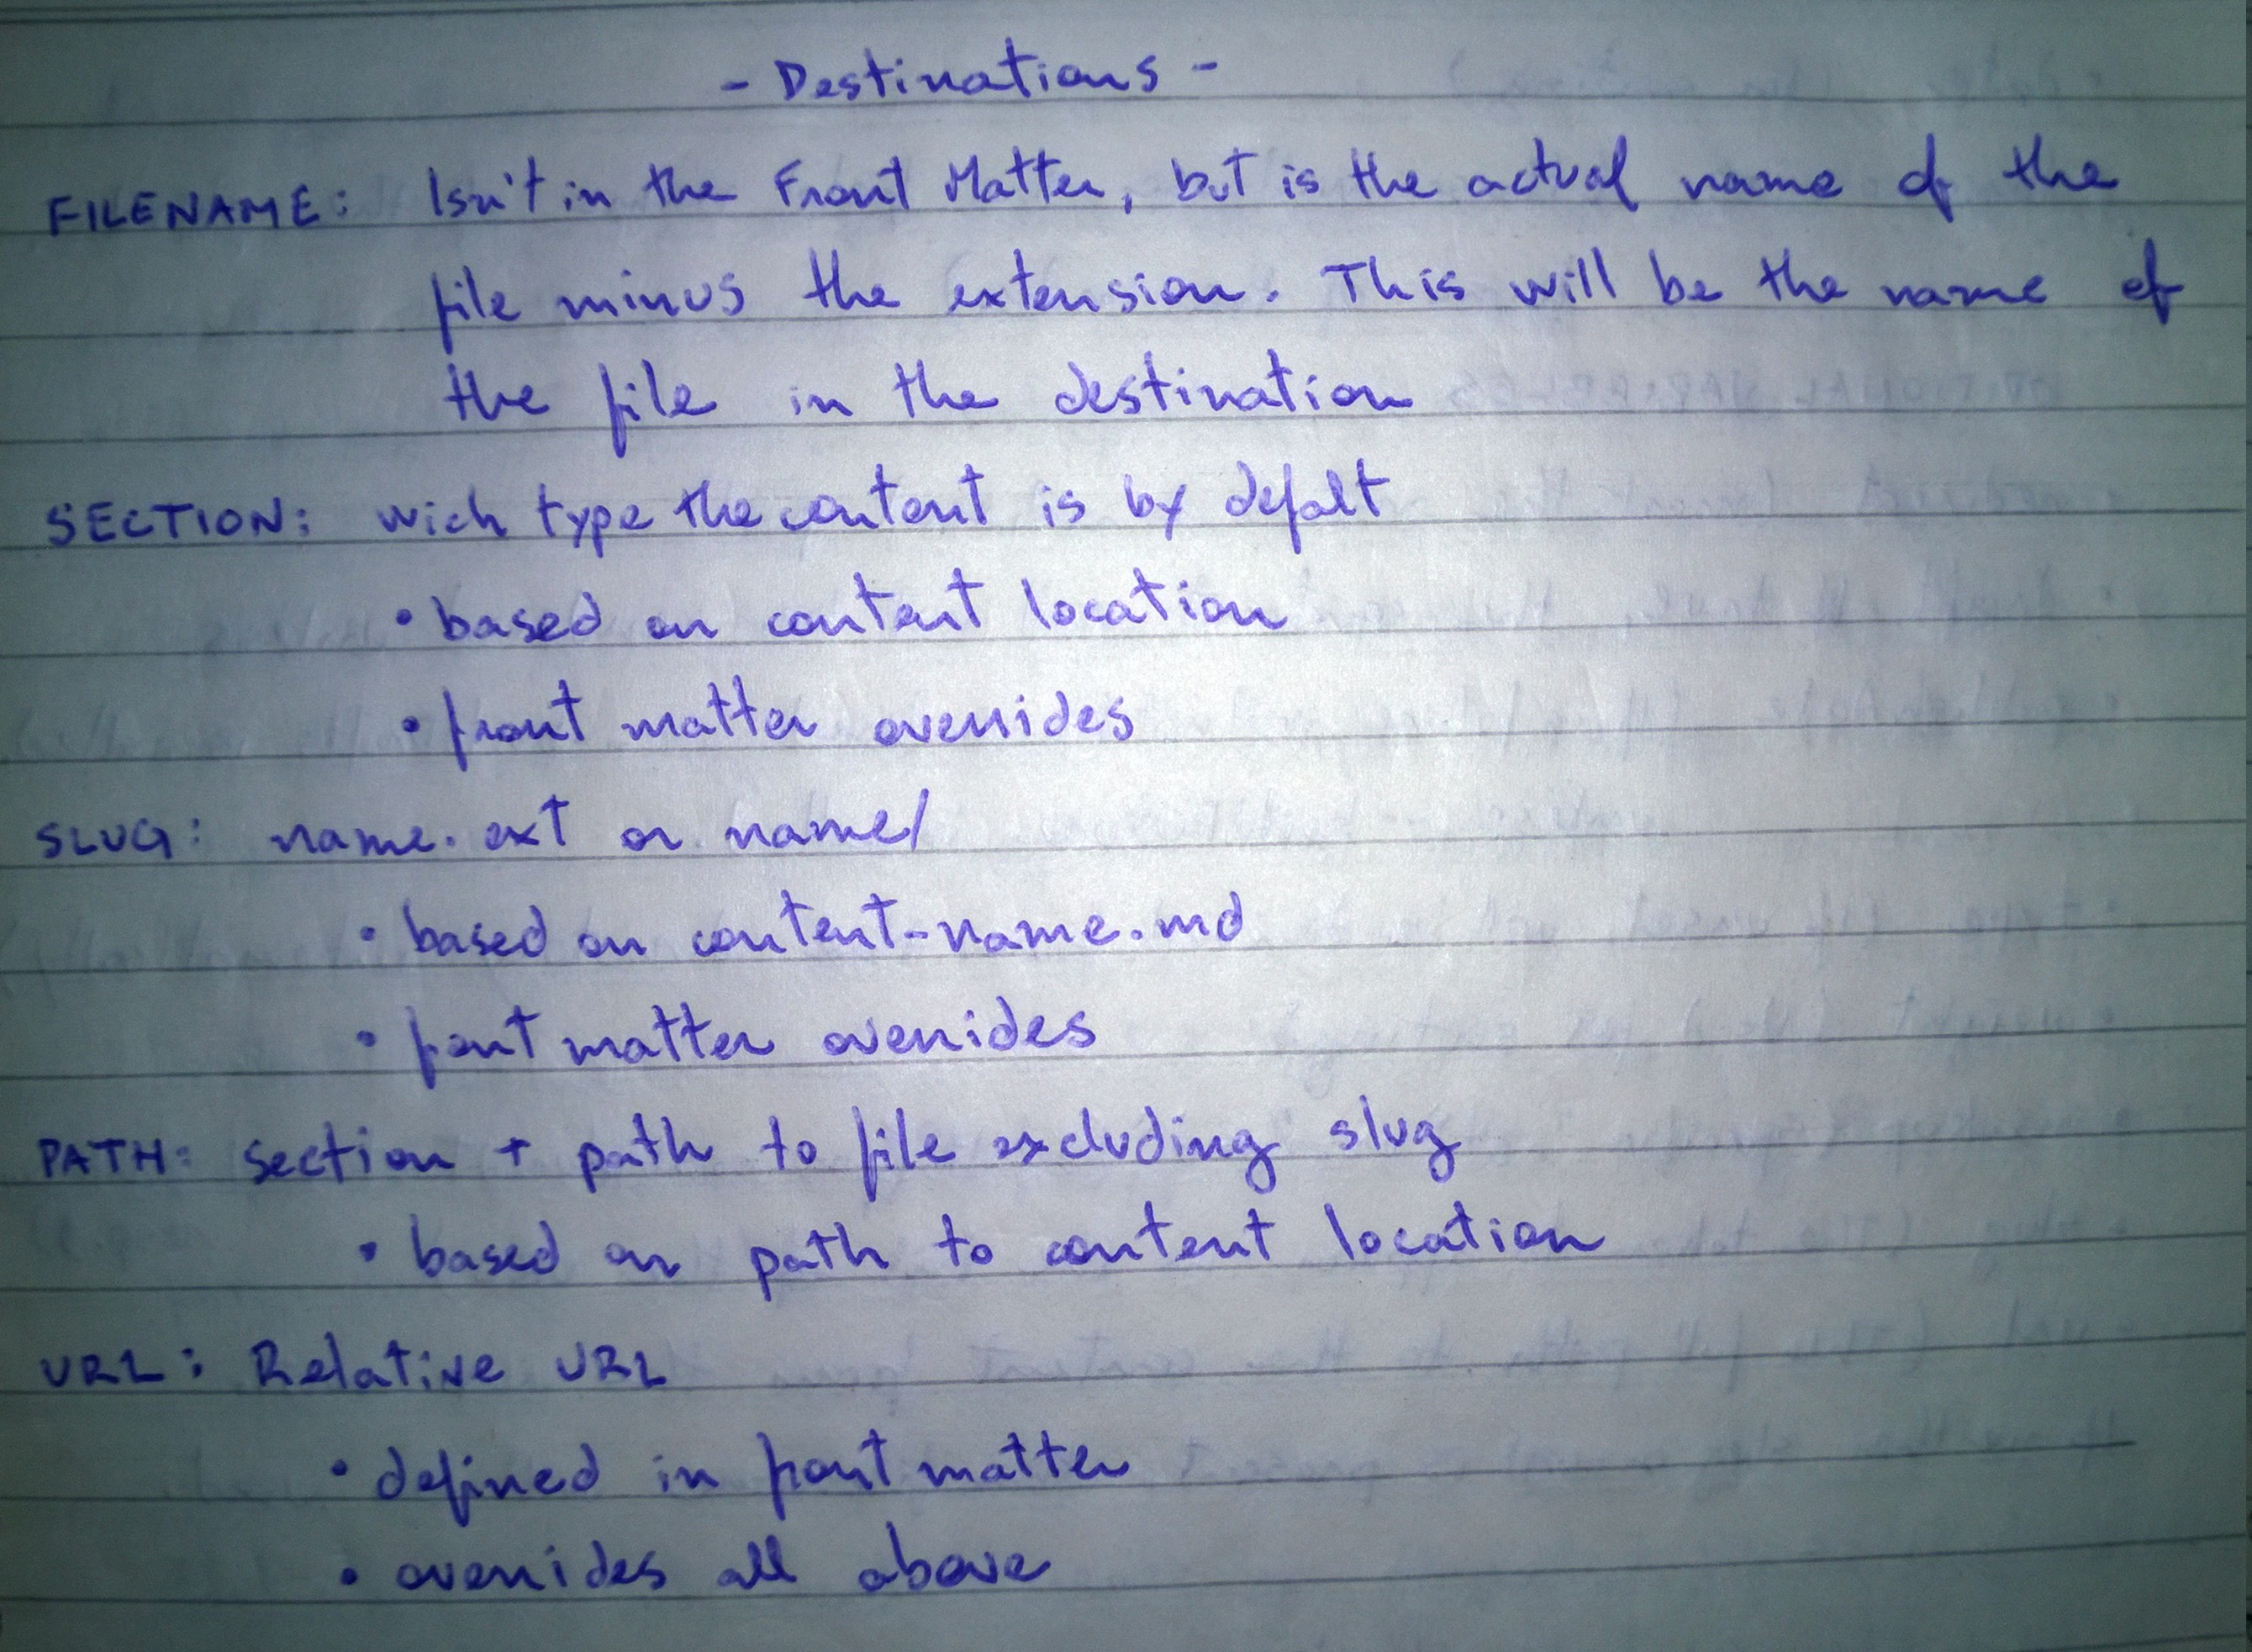 - Destinations -
FILENAME: Isn't in the Front Matter, but is the actual name of the
file minus the extension. This will be the name of
the file in the destination
SECTION: wich type the content is by defalt
• based on content location
• front matter overides
SLUG: name.ext or name/
• based on content-name.md
• front matter overides
PATH: section + path to file excluding slug
• based on path to content location
URL: Relative URL
• defined in front matter
• overides all above